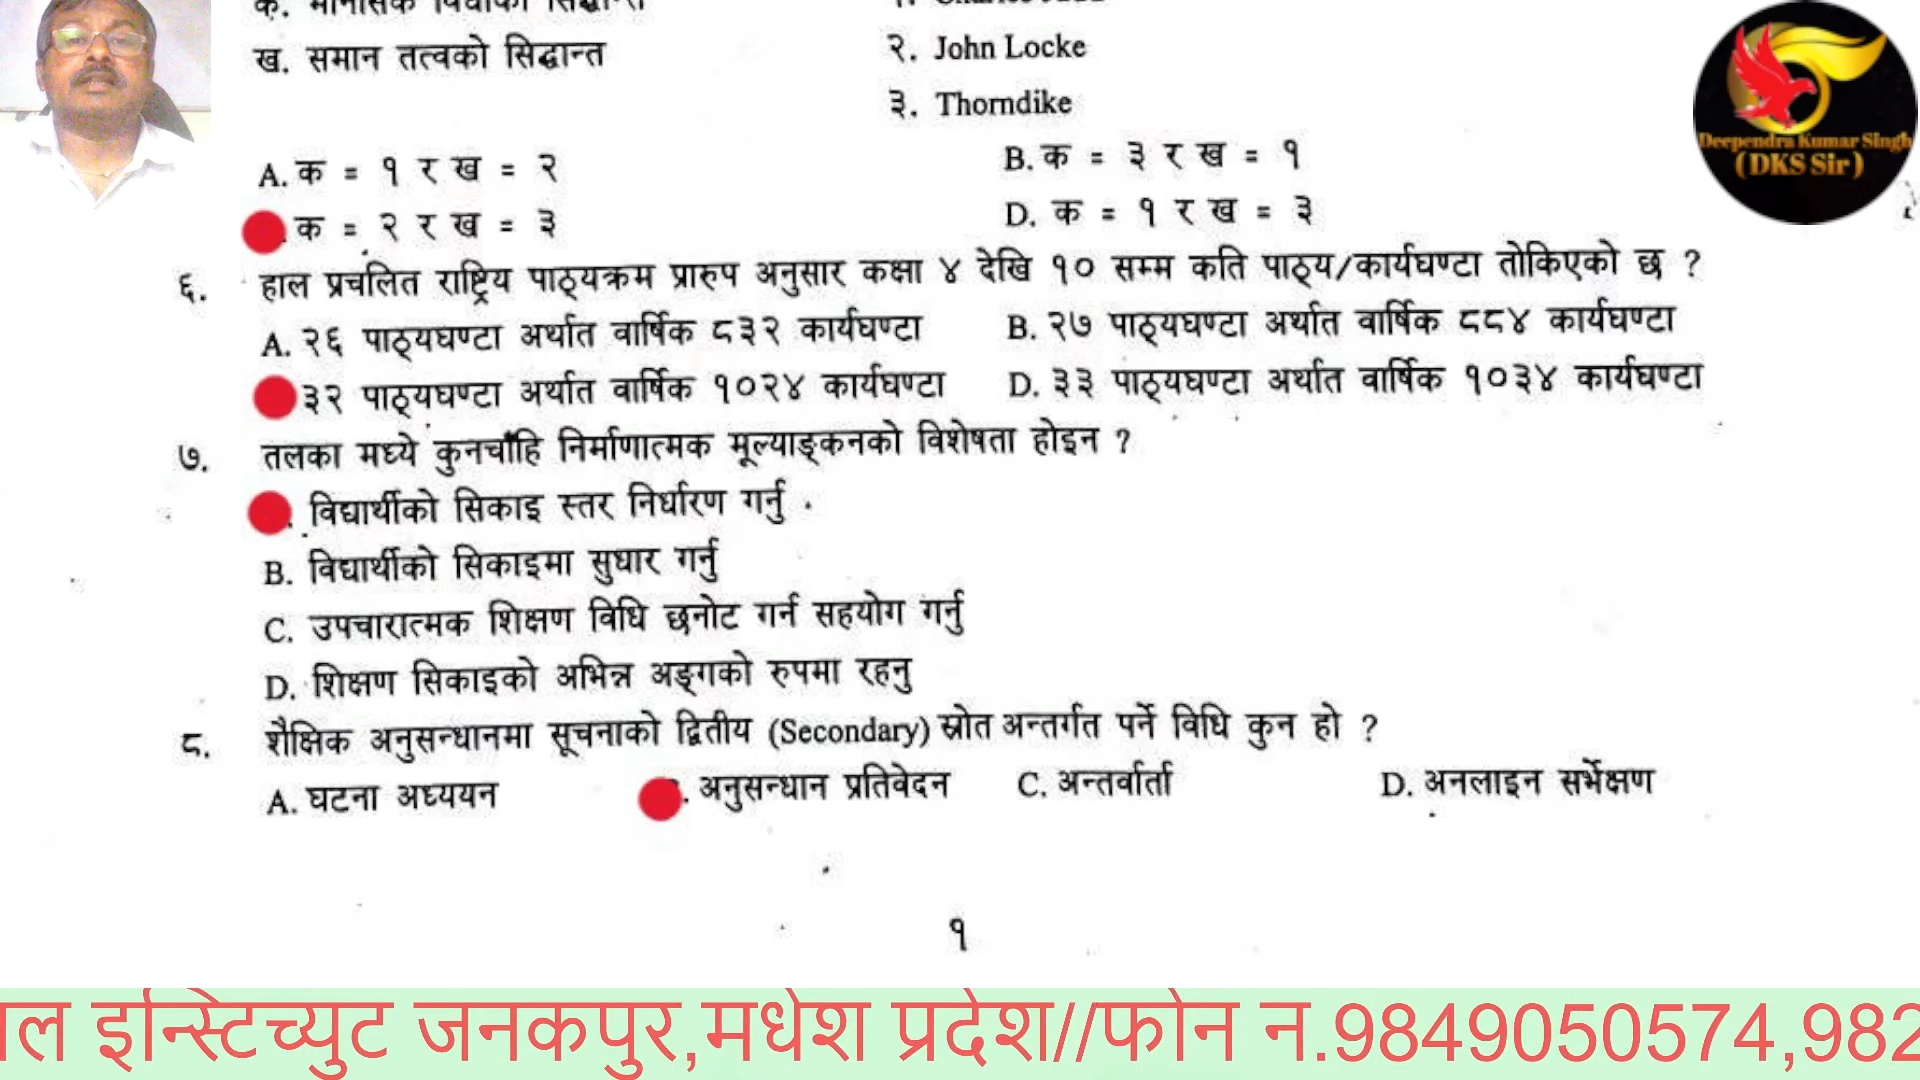 क. मानसिक विधाको सिद्धान्त
ख. समान तत्वको सिद्धान्त
२. John Locke
३. Thorndike
A. क = १ र ख = २
B. क = ३ र ख = १
क = २ र ख = ३
D. क = १ र ख = ३
६. हाल प्रचलित राष्ट्रिय पाठ्यक्रम प्रारुप अनुसार कक्षा ४ देखि १० सम्म कति पाठ्य/कार्यघण्टा तोकिएको छ ?
A. २६ पाठ्यघण्टा अर्थात वार्षिक ८३२ कार्यघण्टा
B. २७ पाठ्यघण्टा अर्थात वार्षिक ८८४ कार्यघण्टा
३२ पाठ्यघण्टा अर्थात वार्षिक १०२४ कार्यघण्टा
D. ३३ पाठ्यघण्टा अर्थात वार्षिक १०३४ कार्यघण्टा
७. तलका मध्ये कुनचाँहि निर्माणात्मक मूल्याङ्कनको विशेषता होइन ?
विद्यार्थीको सिकाइ स्तर निर्धारण गर्नु
B. विद्यार्थीको सिकाइमा सुधार गर्नु
C. उपचारात्मक शिक्षण विधि छनोट गर्न सहयोग गर्नु
D. शिक्षण सिकाइको अभिन्न अङ्गको रुपमा रहनु
८. शैक्षिक अनुसन्धानमा सूचनाको द्वितीय (Secondary) स्रोत अन्तर्गत पर्ने विधि कुन हो ?
A. घटना अध्ययन
अनुसन्धान प्रतिवेदन
C. अन्तर्वार्ता
D. अनलाइन सर्भेक्षण
१
इन्स्टिच्युट जनकपुर,मधेश प्रदेश//फोन न.9849050574,982
Deependra Kumar Singh
(DKS Sir)